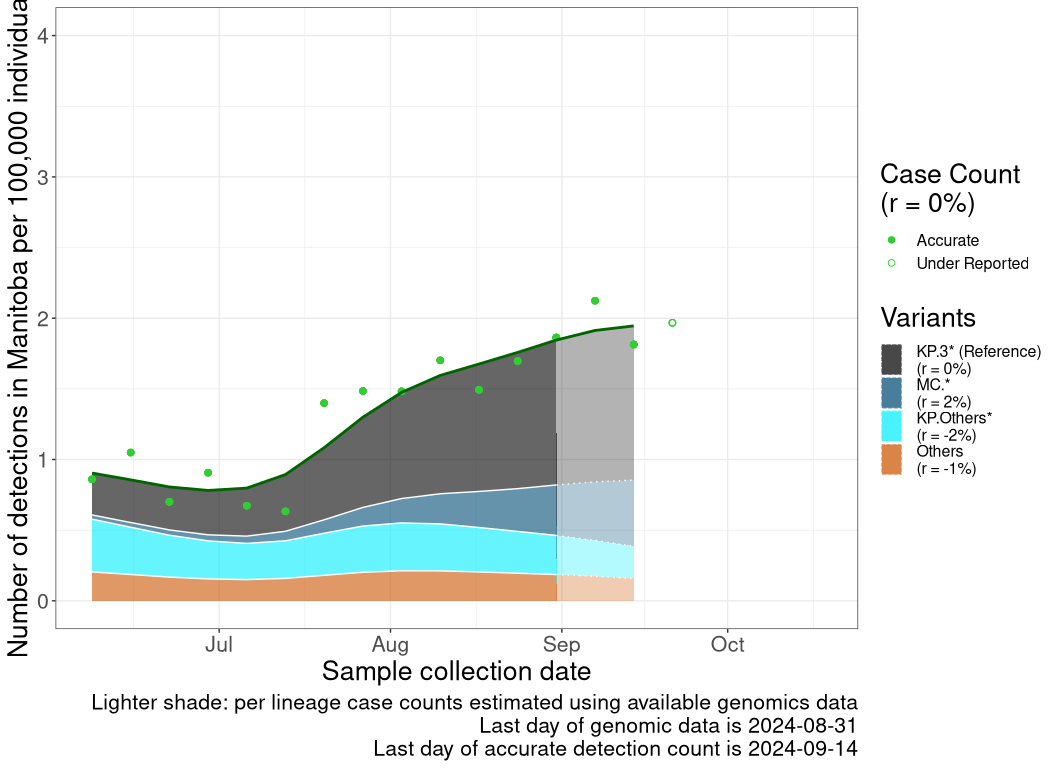 Number of detections in Manitoba per 100,000
4
3
2
1
0
Jul
Aug
Sep
Oct
Sample collection date
Lighter shade: per lineage case counts estimated using available genomics data
Last day of genomic data is 2024-08-31
Last day of accurate detection count is 2024-09-14
Case Count
(r = 0%)
Accurate
Under Reported
Variants
KP.3* (Reference)
(r = 0%)
MC.*
(r = 2%)
KP.Others*
(r = -2%)
Others
(r = -1%)